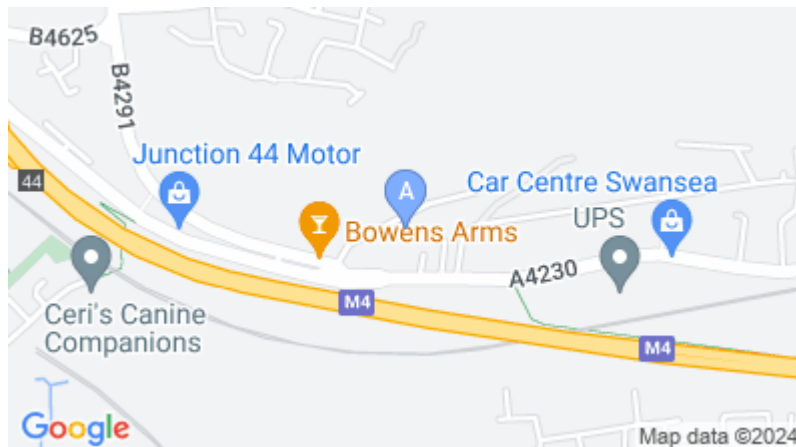 B4625
B4291
Junction 44 Motor
44
A
Car Centre Swansea
UPS
Bowens Arms
A4230
M4
Ceri's Canine
Companions
M4
Google
Map data ©2024